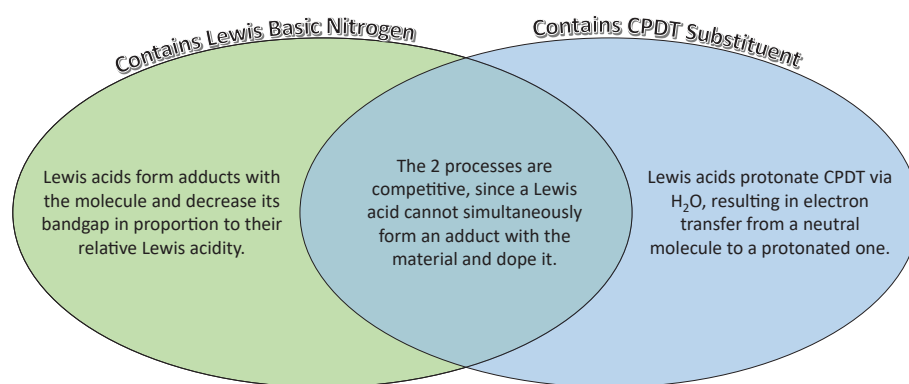 Contains Lewis Basic Nitrogen
Contains CPDT Substituent
Lewis acids form adducts with
the molecule and decrease its
bandgap in proportion to their
relative Lewis acidity.
The 2 processes are
competitive, since a Lewis
acid cannot simultaneously
form an adduct with the
material and dope it.
Lewis acids protonate CPDT via
H₂O, resulting in electron
transfer from a neutral
molecule to a protonated one.